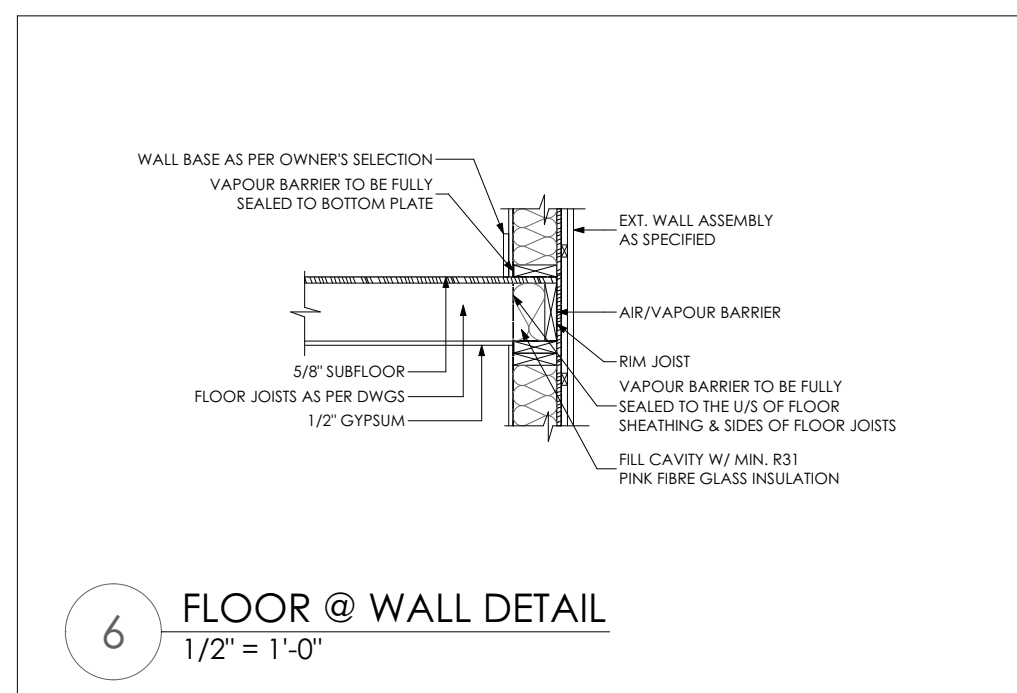 WALL BASE AS PER OWNER'S SELECTION
VAPOUR BARRIER TO BE FULLY
SEALED TO BOTTOM PLATE
5/8" SUBFLOOR
FLOOR JOISTS AS PER DWGS
1/2" GYPSUM
EXT. WALL ASSEMBLY
AS SPECIFIED
AIR/VAPOUR BARRIER
RIM JOIST
VAPOUR BARRIER TO BE FULLY
SEALED TO THE U/S OF FLOOR
SHEATHING & SIDES OF FLOOR JOISTS
FILL CAVITY W/ MIN. R31
PINK FIBRE GLASS INSULATION
6
FLOOR @ WALL DETAIL
1/2" = 1'-0"